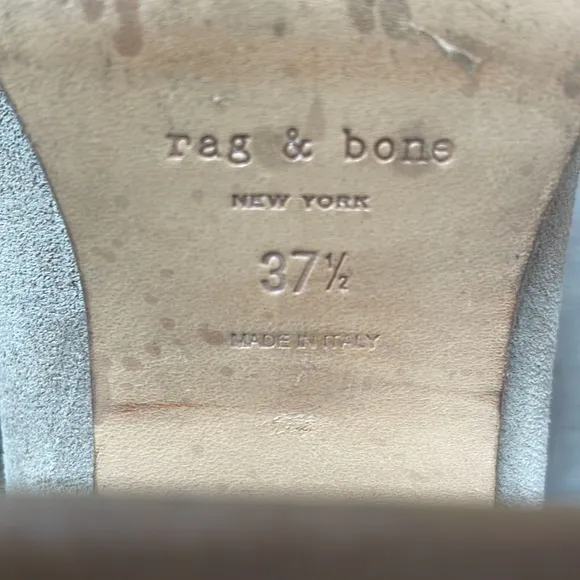 rag & bone
NEW YORK
37½
MADE IN ITALY